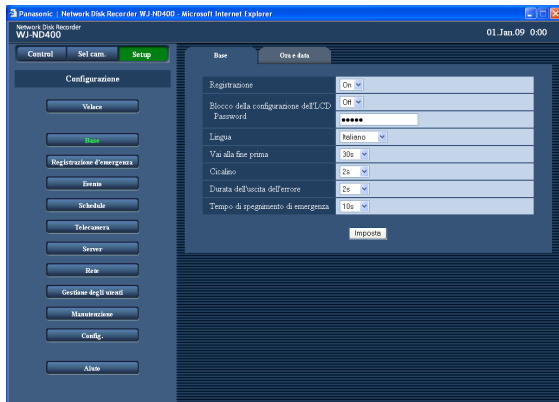 Panasonic | Network Disk Recorder WJ-ND400 - Microsoft Internet Explorer
Network Disk Recorder
WJ-ND400
01.Jan.09 0:00
Control Sel cam. Setup
Configurazione
Veloce
Base
Registrazione d'emergenza
Evento
Schedule
Telecamera
Server
Rete
Gestione degli utenti
Manutenzione
Config.
Aiuto
Base Ora e data
Registrazione On
Blocco della configurazione dell'LCD Off
Password •••••
Lingua Italiano
Vai alla fine prima 30s
Cicalino 2s
Durata dell'uscita dell'errore 2s
Tempo di spegnimento di emergenza 10s
Imposta